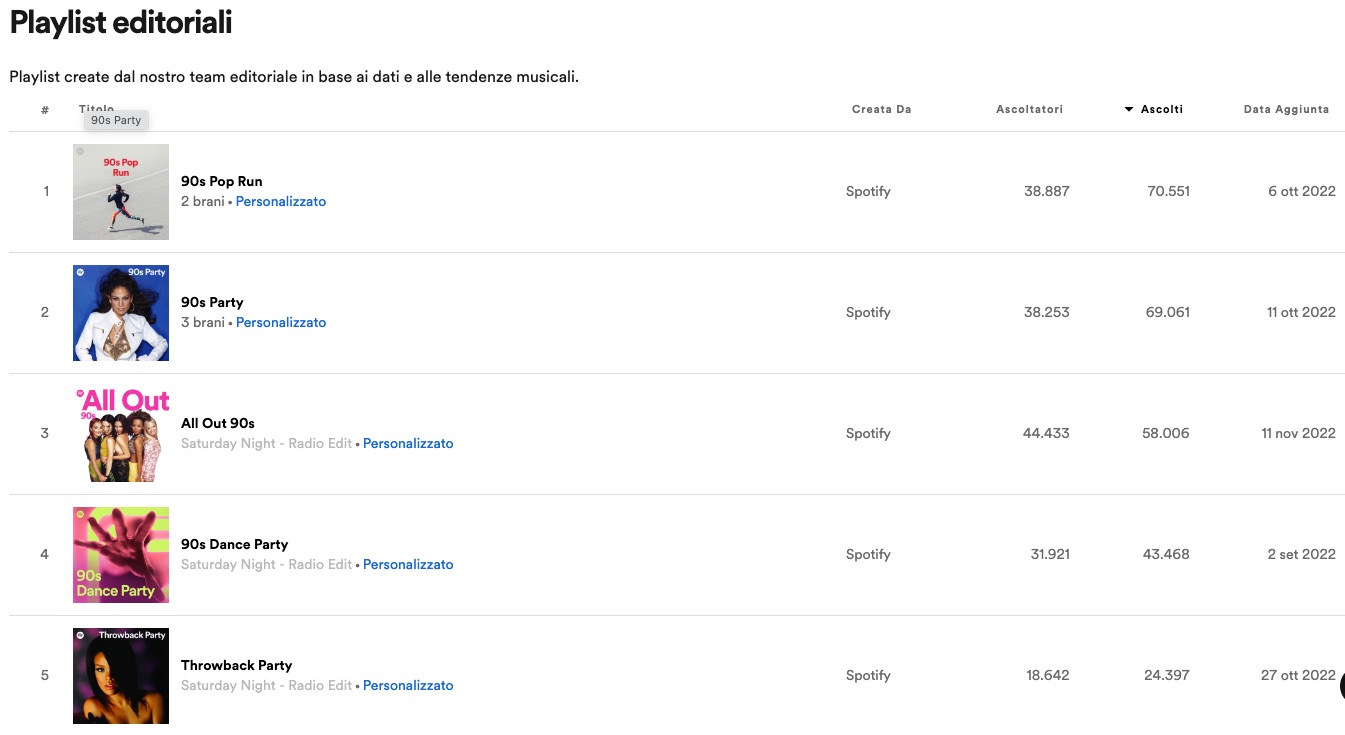 Playlist editoriali
Playlist create dal nostro team editoriale in base ai dati e alle tendenze musicali.
# Titolo Creata Da Ascoltatori Ascolti Data Aggiunta
90s Party
90s Pop
Run
1 90s Pop Run Spotify 38.887 70.551 6 ott 2022
2 brani • Personalizzato
90s Party
2 90s Party Spotify 38.253 69.061 11 ott 2022
3 brani • Personalizzato
All Out
90s
3 All Out 90s Spotify 44.433 58.006 11 nov 2022
Saturday Night - Radio Edit • Personalizzato
4 90s Dance Party Spotify 31.921 43.468 2 set 2022
Saturday Night - Radio Edit • Personalizzato
90s
Dance Party
Throwback Party
5 Throwback Party Spotify 18.642 24.397 27 ott 2022
Saturday Night - Radio Edit • Personalizzato